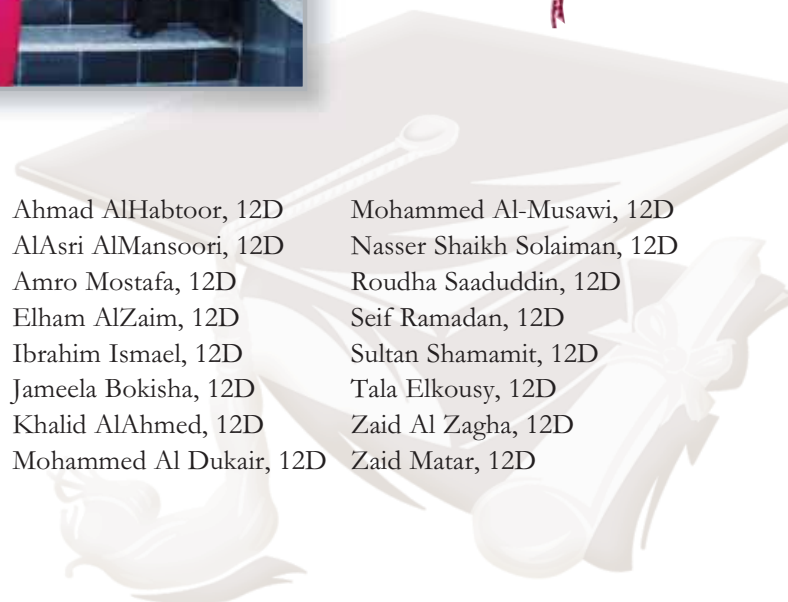 Ahmad AlHabtoor, 12D
AlAsri AlMansoori, 12D
Amro Mostafa, 12D
Elham AlZaim, 12D
Ibrahim Ismael, 12D
Jameela Bokisha, 12D
Khalid AlAhmed, 12D
Mohammed Al Dukair, 12D
Mohammed Al-Musawi, 12D
Nasser Shaikh Solaiman, 12D
Roudha Saaduddin, 12D
Seif Ramadan, 12D
Sultan Shamamit, 12D
Tala Elkousy, 12D
Zaid Al Zagha, 12D
Zaid Matar, 12D